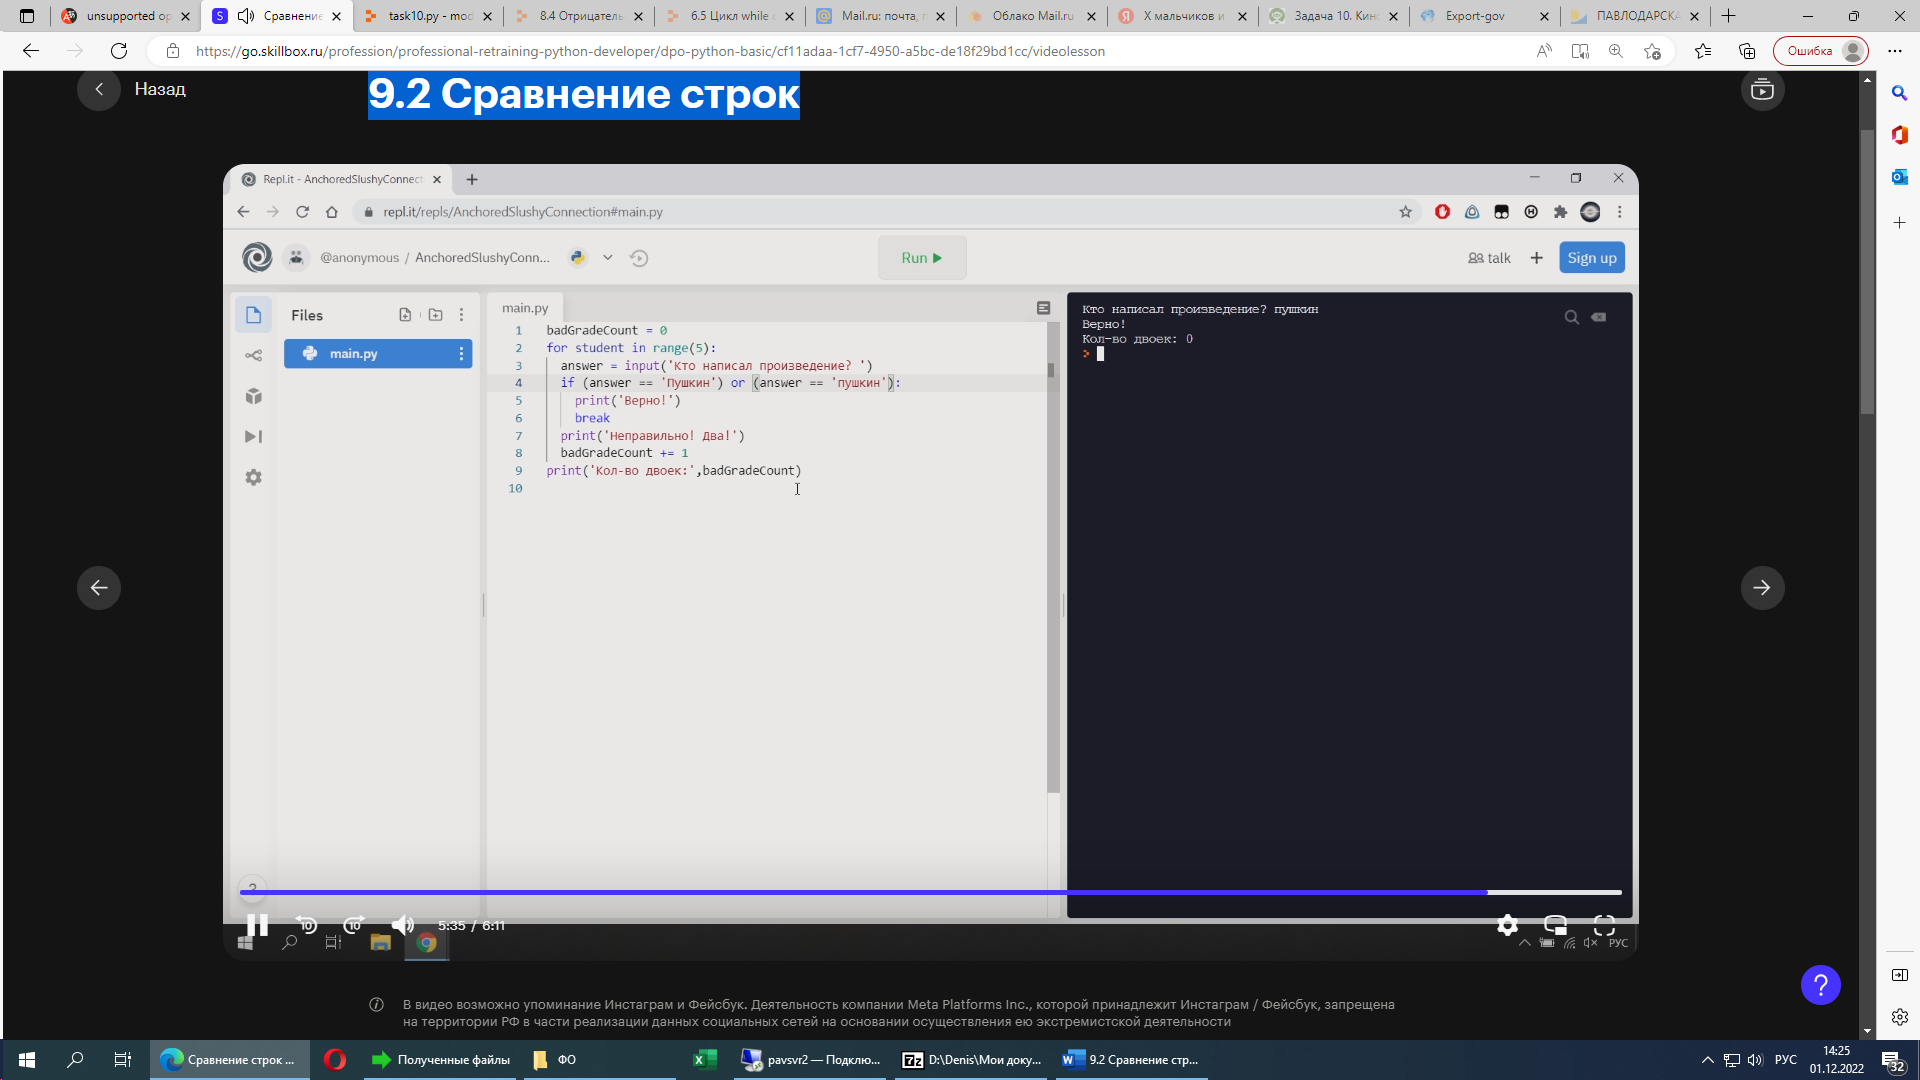 unsupported op
Сравнение
task10.py - mod
8.4 Отрицатель
6.5 Цикл while
Mail.ru: почта,
Облако Mail.ru
X мальчиков и
Задача 10. Кин
Export-gov
ПАВЛОДАРСКА
https://go.skillbox.ru/profession/professional-retraining-python-developer/dpo-python-basic/cf11adaa-1cf7-4950-a5bc-de18f29bd1cc/videolesson
Ошибка
Назад
9.2 Сравнение строк
Repl.it - AnchoredSlushyConnect
repl.it/repls/AnchoredSlushyConnection#main.py
@anonymous / AnchoredSlushyConn...
Run
talk
Sign up
Files
main.py
main.py
1 badGradeCount = 0
2 for student in range(5):
3 answer = input('Кто написал произведение? ')
4 if (answer == 'Пушкин') or (answer == 'пушкин'):
5 print('Верно!')
6 break
7 print('Неправильно! Два!')
8 badGradeCount += 1
9 print('Кол-во двоек:',badGradeCount)
10
Кто написал произведение? пушкин
Верно!
Кол-во двоек: 0
>
10
10
5:35 / 6:11
РУС
?
В видео возможно упоминание Инстаграм и Фейсбук. Деятельность компании Meta Platforms Inc., которой принадлежит Инстаграм / Фейсбук, запрещена
на территории РФ в части реализации данных социальных сетей на основании осуществления ею экстремистской деятельности
Сравнение строк ...
Полученные файлы
ФО
pavsvr2 — Подклю...
D:\Denis\Мои доку...
9.2 Сравнение стр...
РУС
14:25
01.12.2022
32